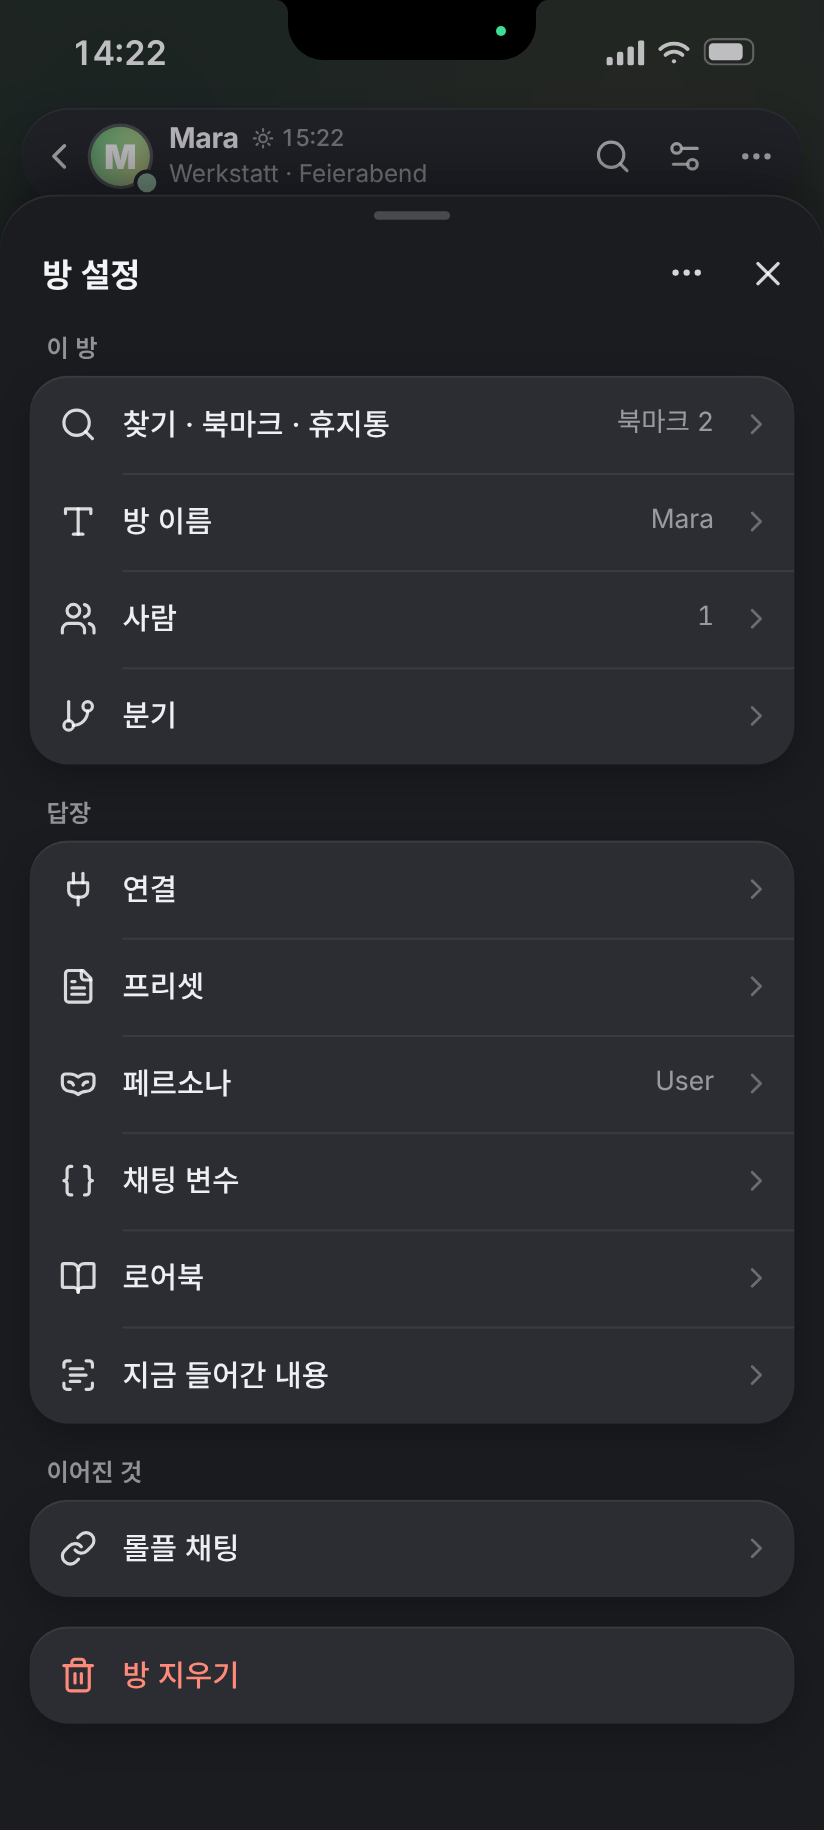 14:22
Mara 15:22
M
Werkstatt · Feierabend
방 설정
이 방
찾기 · 북마크 · 휴지통 북마크 2
방 이름 Mara
사람 1
분기
답장
연결
프리셋
페르소나 User
채팅 변수
로어북
지금 들어간 내용
이어진 것
롤플 채팅
방 지우기